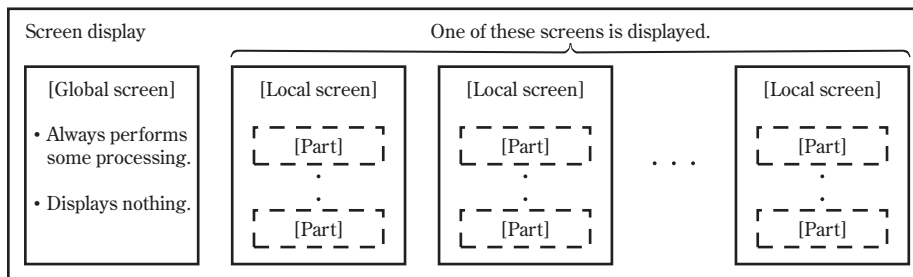 Screen display
One of these screens is displayed.
[Global screen]
• Always performs
some processing.
• Displays nothing.
[Local screen]
[Part]
[Part]
[Local screen]
[Part]
[Part]
. . .
[Local screen]
[Part]
[Part]